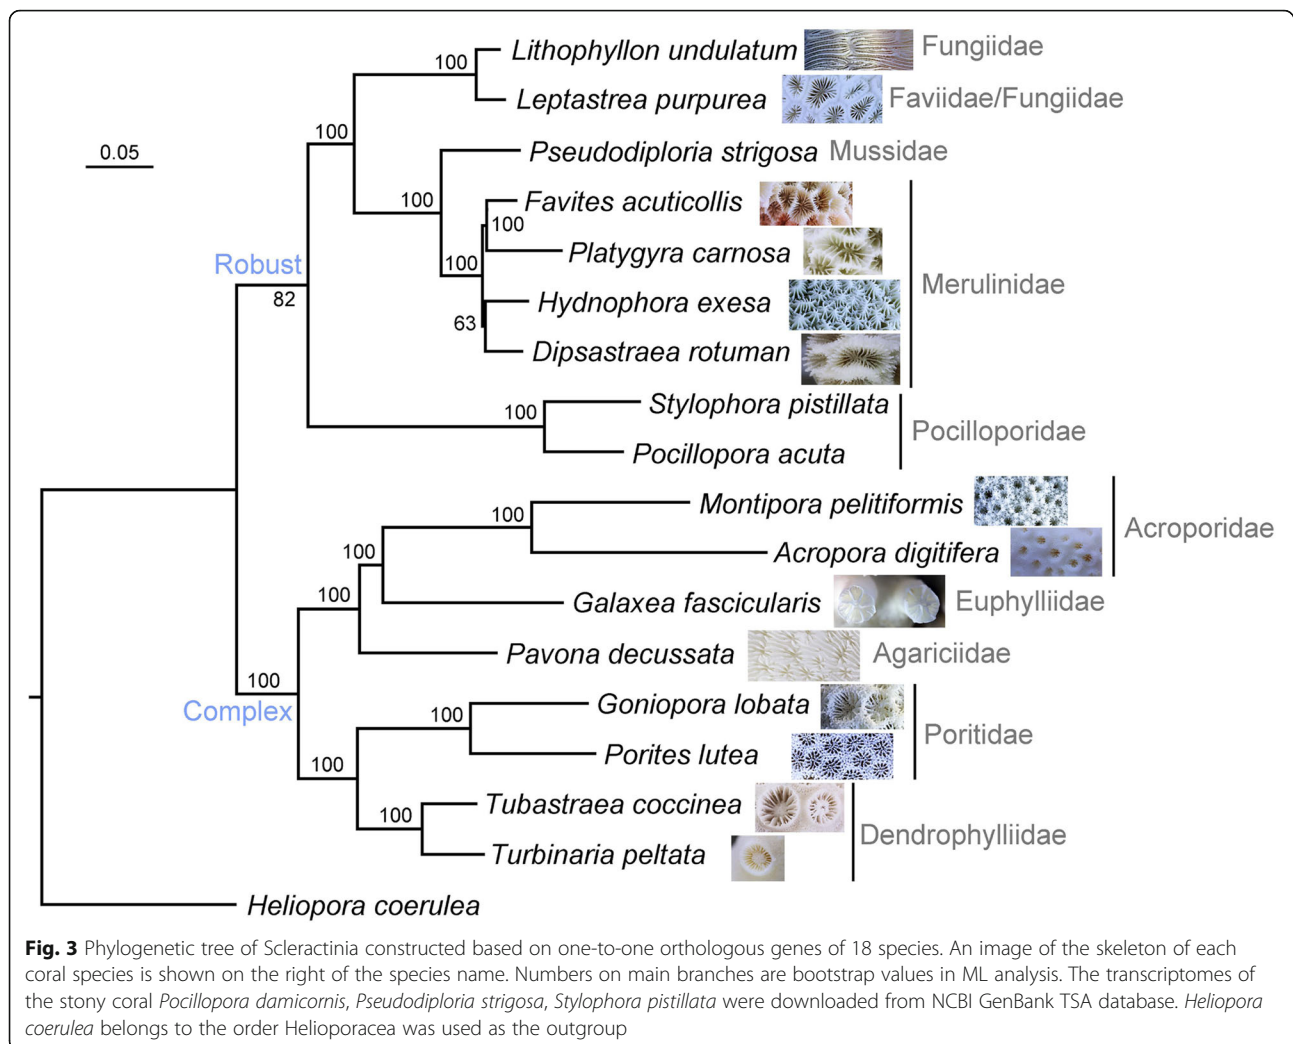 100
Lithophyllon undulatum
Fungiidae
Leptastrea purpurea
Faviidae/Fungiidae
100
0.05
Pseudodiploria strigosa
Mussidae
100
Favites acuticollis
100
Platygyra carnosa
100
Merulinidae
Robust
82
Hydnophora exesa
63
Dipsastraea rotuman
Stylophora pistillata
100
Pocilloporidae
Pocillopora acuta
Montipora pelitiformis
100
Acroporidae
Acropora digitifera
100
100
Galaxea fascicularis
Euphylliidae
Pavona decussata
Agariciidae
100
Complex
Goniopora lobata
100
Poritidae
Porites lutea
100
Tubastraea coccinea
100
Dendrophylliidae
Turbinaria peltata
Heliopora coerulea
Fig. 3 Phylogenetic tree of Scleractinia constructed based on one-to-one orthologous genes of 18 species. An image of the skeleton of each
coral species is shown on the right of the species name. Numbers on main branches are bootstrap values in ML analysis. The transcriptomes of
the stony coral Pocillopora damicornis, Pseudodiploria strigosa, Stylophora pistillata were downloaded from NCBI GenBank TSA database. Heliopora
coerulea belongs to the order Helioporacea was used as the outgroup